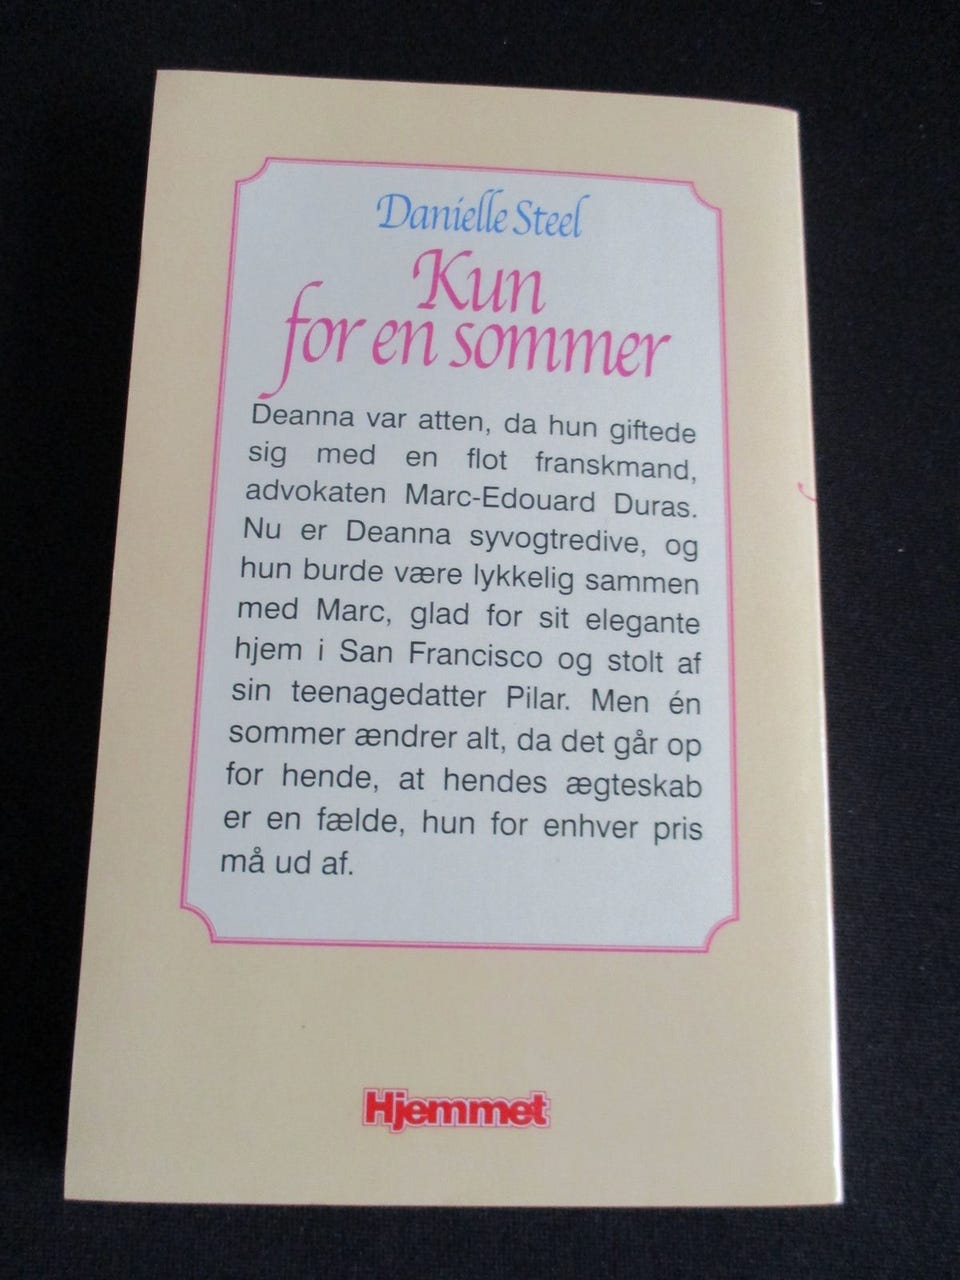 Danielle Steel
Kun
for en sommer
Deanna var atten, da hun giftede
sig med en flot franskmand,
advokaten Marc-Edouard Duras.
Nu er Deanna syvogtredive, og
hun burde være lykkelig sammen
med Marc, glad for sit elegante
hjem i San Francisco og stolt af
sin teenagedatter Pilar. Men én
sommer ændrer alt, da det går op
for hende, at hendes ægteskab
er en fælde, hun for enhver pris
må ud af.
Hjemmet